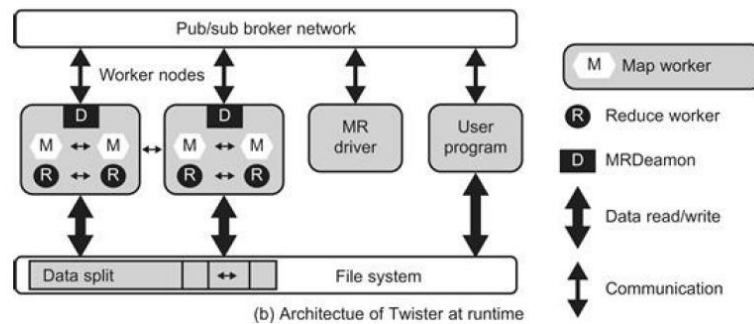 Pub/sub broker network
Worker nodes
D
D
M
M
M
M
R
R
R
R
MR
driver
User
program
Data split
File system
(b) Architectue of Twister at runtime
M
Map worker
R
Reduce worker
D
MRDeamon
Data read/write
Communication